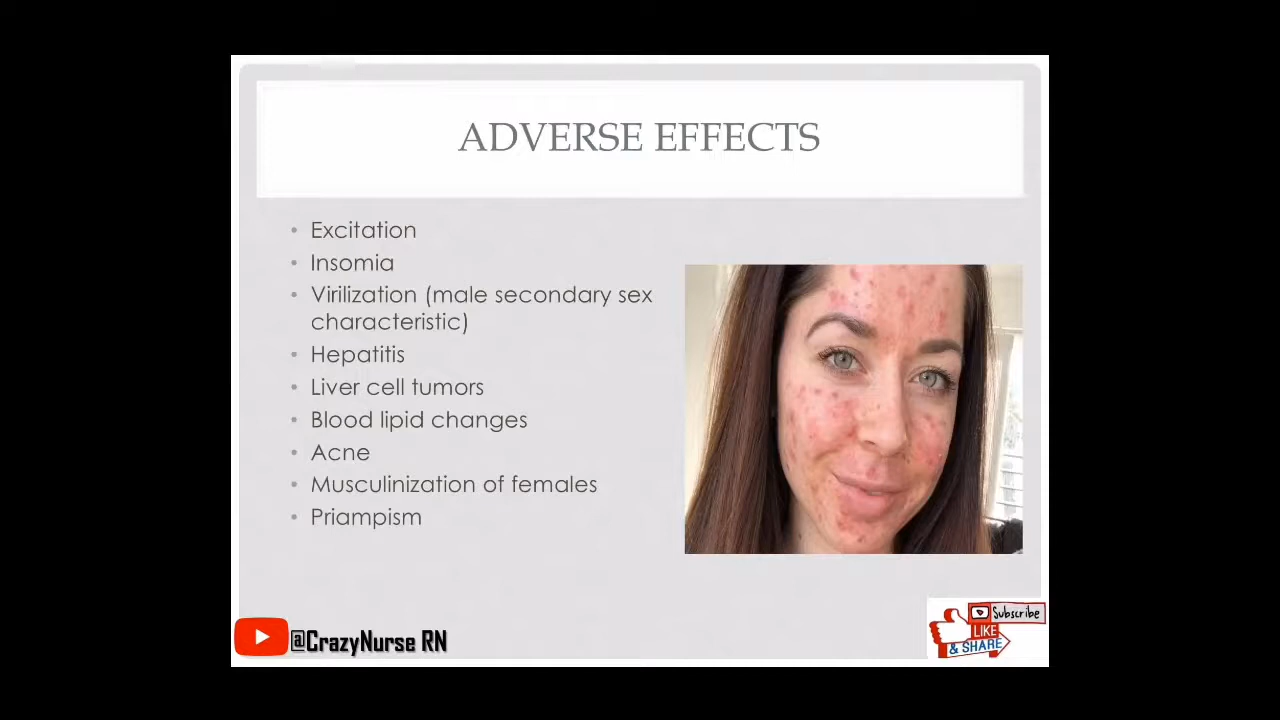 ADVERSE EFFECTS
• Excitation
• Insomia
• Virilization (male secondary sex
characteristic)
• Hepatitis
• Liver cell tumors
• Blood lipid changes
• Acne
• Musculinization of females
• Priampism
@CrazyNurse RN
Subscribe
LIKE
& SHARE